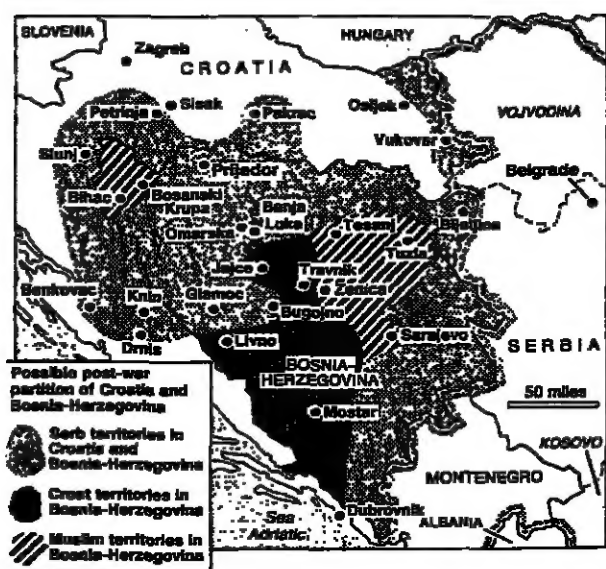 SLOVENIA
HUNGARY
Zagreb
CROATIA
Petrinja
Sisak
Pakrac
Osijek
VOJVODINA
Slunj
Vukovar
Prijedor
Belgrade
Bihac
Bosanski
Krupa
Banja
Luka
Omarska
Tesanj
Bijeljina
Tuzla
Jajce
Travnik
Zenica
Benkovac
Knin
Glamoc
Bugojno
Drnis
Livno
Sarajevo
SERBIA
BOSNIA-
HERZEGOVINA
50 miles
Mostar
KOSOVO
MONTENEGRO
Dubrovnik
Adriatic
Sea
ALBANIA
Possible post-war
partition of Croatia and
Bosnia-Herzegovina
Serb territories in
Croatia and
Bosnia-Herzegovina
Croat territories in
Bosnia-Herzegovina
Muslim territories in
Bosnia-Herzegovina